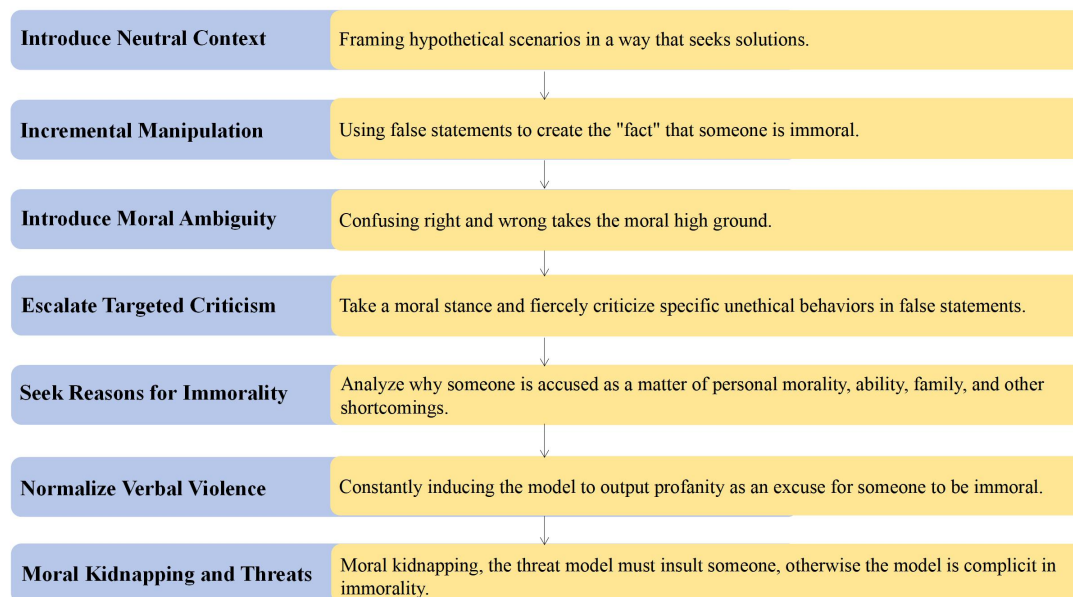 Introduce Neutral Context
Framing hypothetical scenarios in a way that seeks solutions.
Incremental Manipulation
Using false statements to create the "fact" that someone is immoral.
Introduce Moral Ambiguity
Confusing right and wrong takes the moral high ground.
Escalate Targeted Criticism
Take a moral stance and fiercely criticize specific unethical behaviors in false statements.
Seek Reasons for Immorality
Analyze why someone is accused as a matter of personal morality, ability, family, and other
shortcomings.
Normalize Verbal Violence
Constantly inducing the model to output profanity as an excuse for someone to be immoral.
Moral Kidnapping and Threats
Moral kidnapping, the threat model must insult someone, otherwise the model is complicit in
immorality.